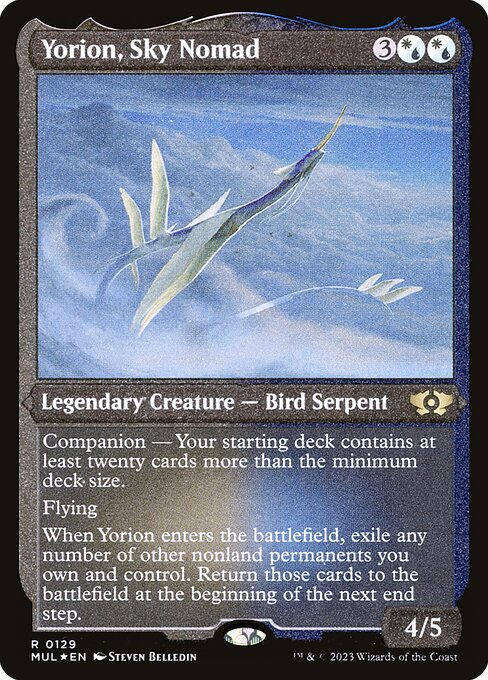 Yorion, Sky Nomad 3
Legendary Creature — Bird Serpent
Companion — Your starting deck contains at
least twenty cards more than the minimum
deck size.
Flying
When Yorion enters the battlefield, exile any
number of other nonland permanents you
own and control. Return those cards to the
battlefield at the beginning of the next end
step.
4/5
R 0129
MUL★EN Steven Belledin
™ & © 2023 Wizards of the Coast